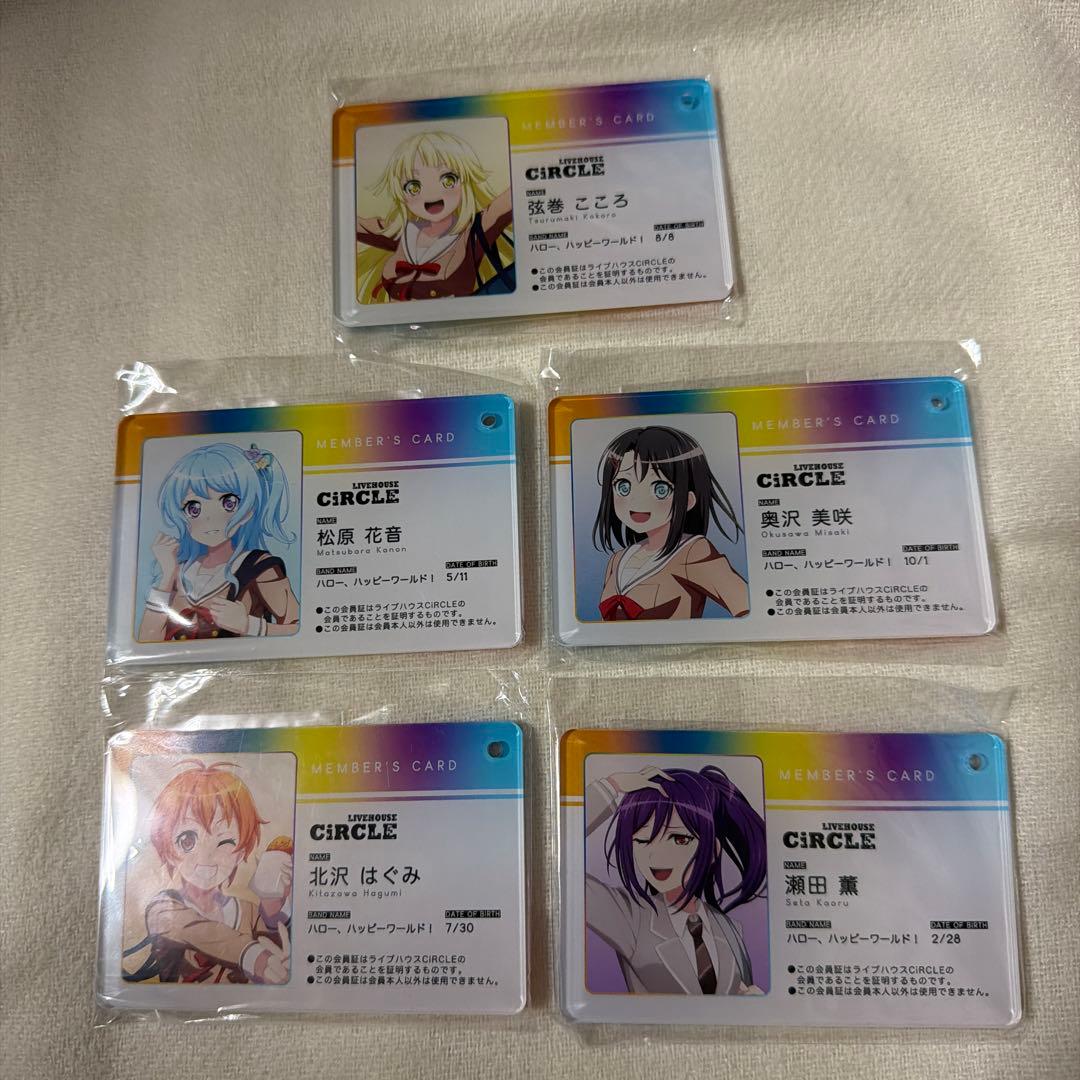 MEMBER'S CARD
LIVEHOUSE
CiRCLE
NAME
弦巻 こころ
Tsurumaki Kokoro
BAND NAME DATE OF BIRTH
ハロー、ハッピーワールド! 8/8
●この会員証はライブハウスCiRCLEの
会員であることを証明するものです。
●この会員証は会員本人以外は使用できません。
MEMBER'S CARD
LIVEHOUSE
CiRCLE
NAME
松原 花音
Matsubara Kanon
BAND NAME DATE OF BIRTH
ハロー、ハッピーワールド! 5/11
●この会員証はライブハウスCiRCLEの
会員であることを証明するものです。
●この会員証は会員本人以外は使用できません。
MEMBER'S CARD
LIVEHOUSE
CiRCLE
NAME
奥沢 美咲
Okusawa Misaki
BAND NAME DATE OF BIRTH
ハロー、ハッピーワールド! 10/1
●この会員証はライブハウスCiRCLEの
会員であることを証明するものです。
●この会員証は会員本人以外は使用できません。
MEMBER'S CARD
LIVEHOUSE
CiRCLE
NAME
北沢 はぐみ
Kitazawa Hagumi
BAND NAME DATE OF BIRTH
ハロー、ハッピーワールド! 7/30
●この会員証はライブハウスCiRCLEの
会員であることを証明するものです。
●この会員証は会員本人以外は使用できません。
MEMBER'S CARD
LIVEHOUSE
CiRCLE
NAME
瀬田 薫
Seta Kaoru
BAND NAME DATE OF BIRTH
ハロー、ハッピーワールド! 2/28
●この会員証はライブハウスCiRCLEの
会員であることを証明するものです。
●この会員証は会員本人以外は使用できません。